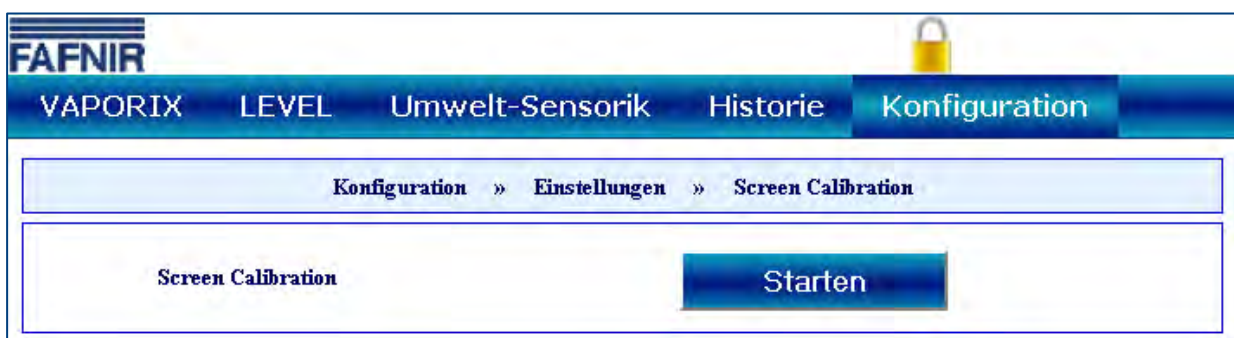 FAFNIR
VAPORIX LEVEL Umwelt-Sensorik Historie Konfiguration
Konfiguration » Einstellungen » Screen Calibration
Screen Calibration Starten